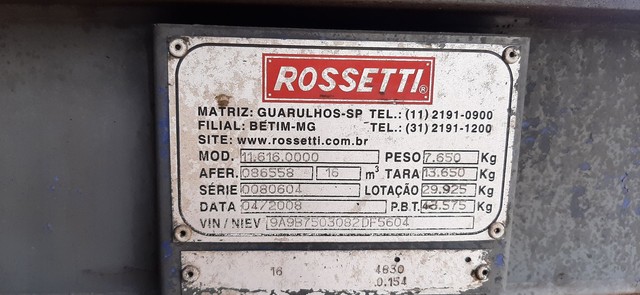 ROSSETTI®
MATRIZ: GUARULHOS-SP TEL.: (11) 2191-0900
FILIAL: BETIM-MG TEL.: (31) 2191-1200
SITE: www.rossetti.com.br
MOD. 11.616.0000 PESO 7.650 Kg
AFER. 086558 16 m³ TARA 13.650 Kg
SÉRIE 0080604 LOTAÇÃO 29.925 Kg
DATA 04/2008 P.B.T. 43.575 Kg
VIN / NIEV 9A9B7503082DF5604
16 4830
0.154